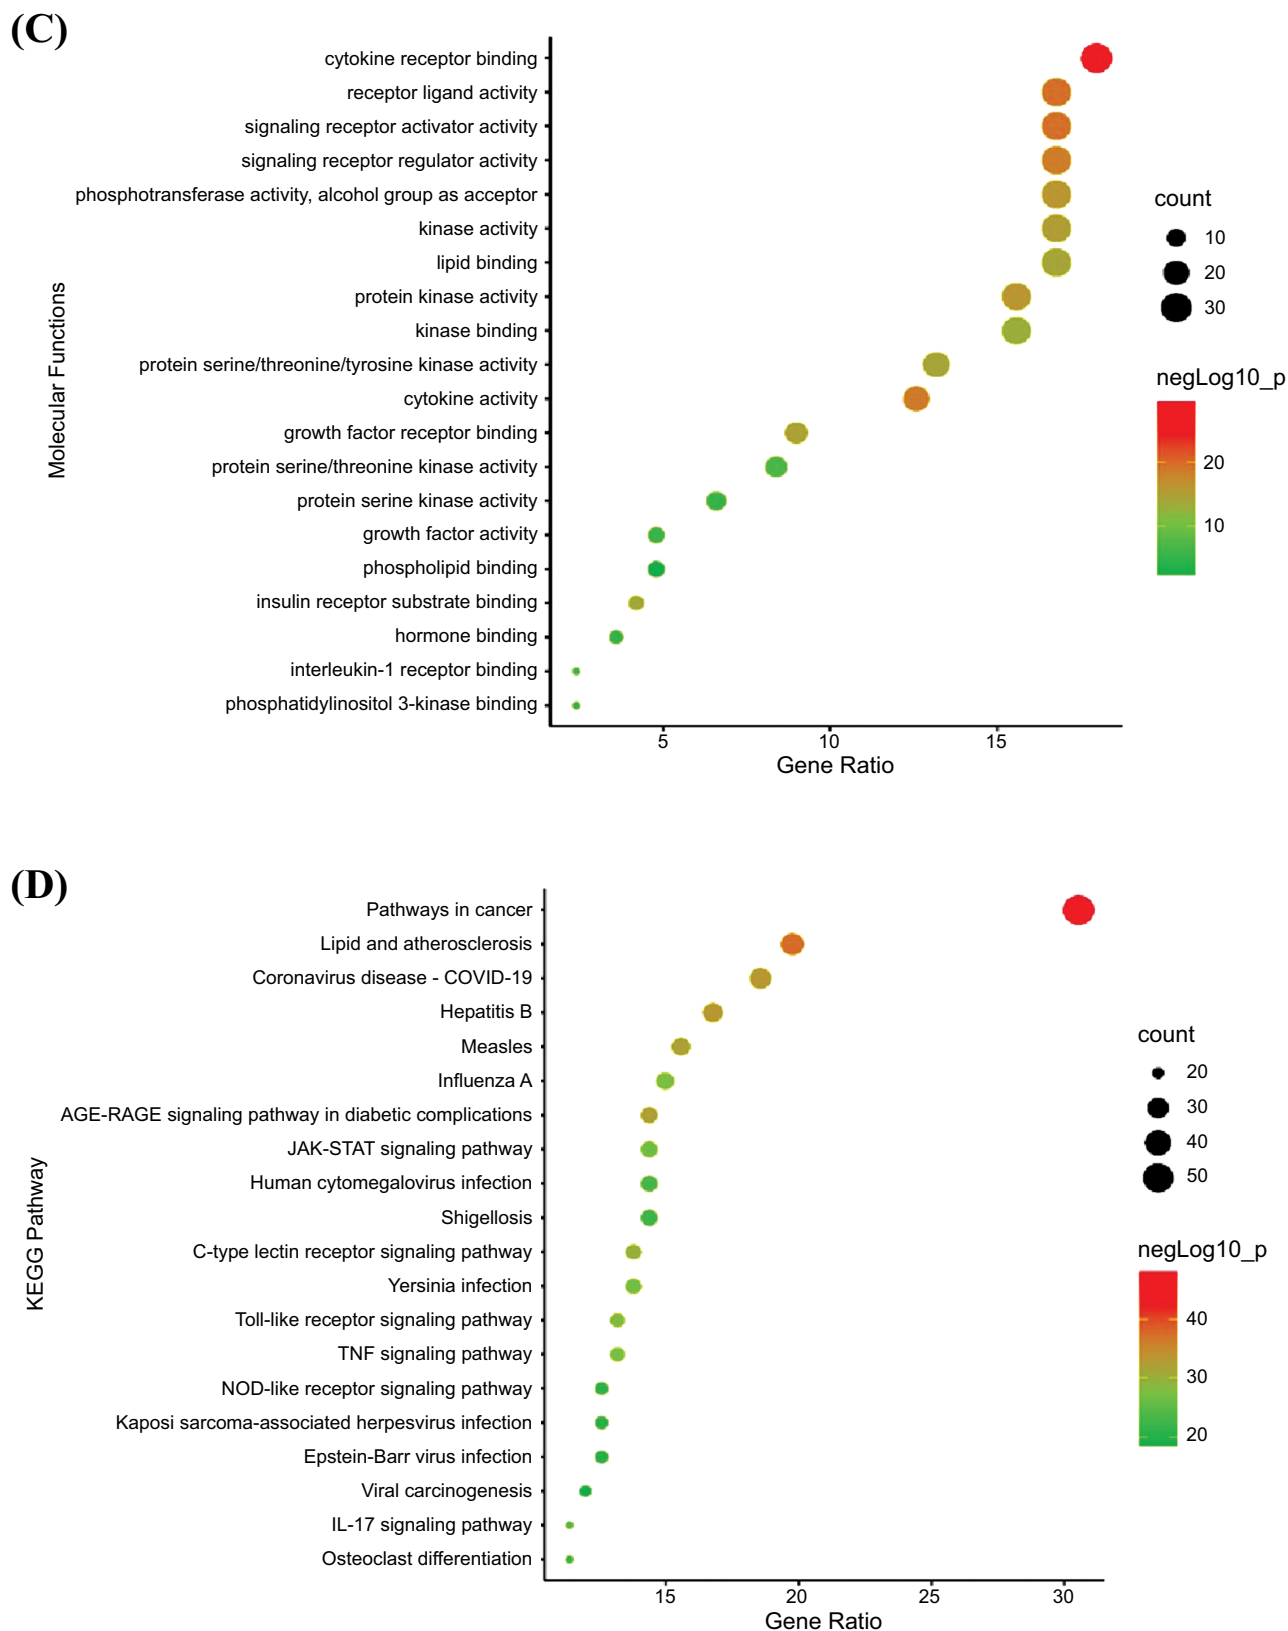 (C)
cytokine receptor binding
receptor ligand activity
signaling receptor activator activity
signaling receptor regulator activity
phosphotransferase activity, alcohol group as acceptor
kinase activity
lipid binding
protein kinase activity
kinase binding
protein serine/threonine/tyrosine kinase activity
cytokine activity
growth factor receptor binding
protein serine/threonine kinase activity
protein serine kinase activity
growth factor activity
phospholipid binding
insulin receptor substrate binding
hormone binding
interleukin-1 receptor binding
phosphatidylinositol 3-kinase binding
Molecular Functions
5 10 15
Gene Ratio
count
10
20
30
negLog10_p
20
10
(D)
Pathways in cancer
Lipid and atherosclerosis
Coronavirus disease - COVID-19
Hepatitis B
Measles
Influenza A
AGE-RAGE signaling pathway in diabetic complications
JAK-STAT signaling pathway
Human cytomegalovirus infection
Shigellosis
C-type lectin receptor signaling pathway
Yersinia infection
Toll-like receptor signaling pathway
TNF signaling pathway
NOD-like receptor signaling pathway
Kaposi sarcoma-associated herpesvirus infection
Epstein-Barr virus infection
Viral carcinogenesis
IL-17 signaling pathway
Osteoclast differentiation
KEGG Pathway
15 20 25 30
Gene Ratio
count
20
30
40
50
negLog10_p
40
30
20